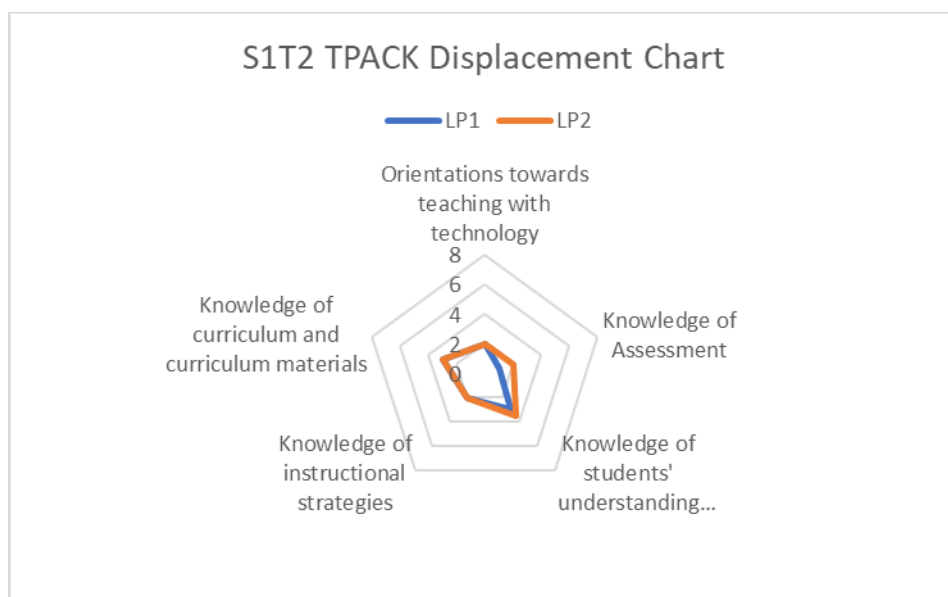 S1T2 TPACK Displacement Chart
LP1 LP2
Orientations towards
teaching with
technology
8
6
4
2
0
Knowledge of
Assessment
Knowledge of
students'
understanding...
Knowledge of
instructional
strategies
Knowledge of
curriculum and
curriculum materials